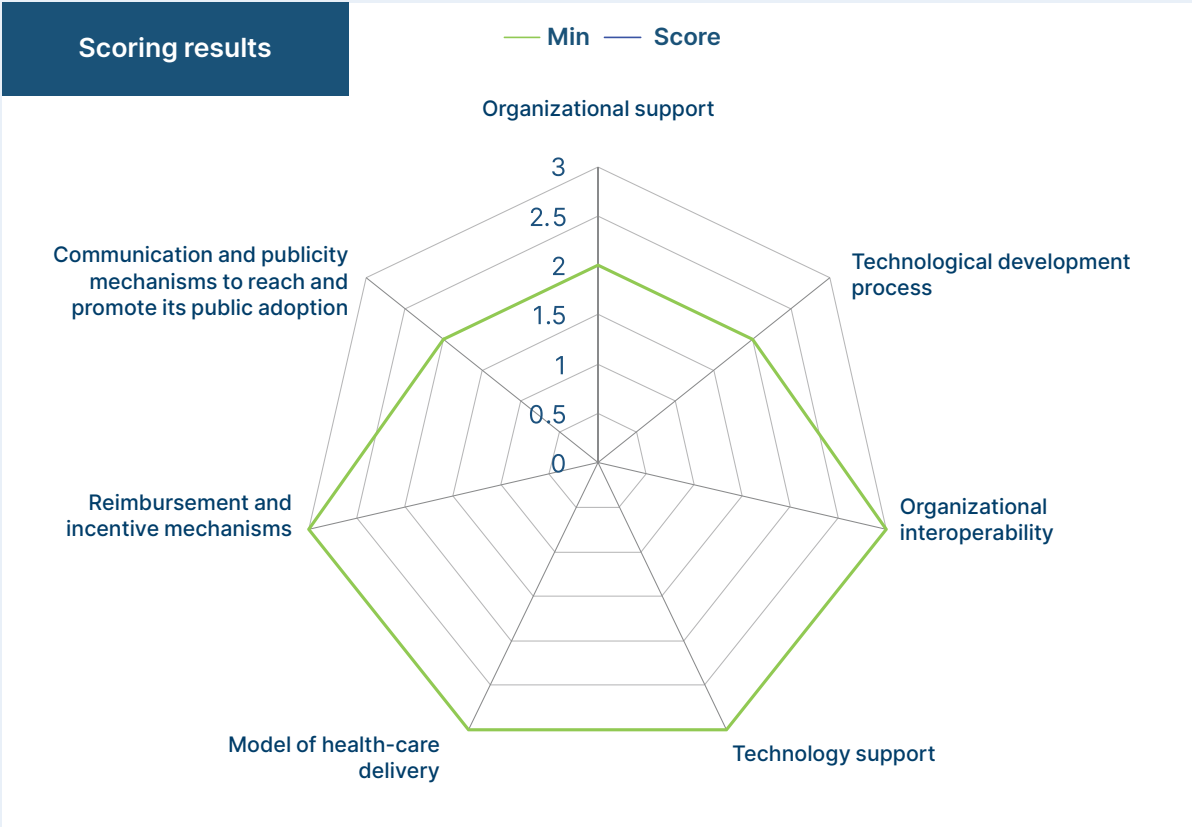 Scoring results
Min
Score
Organizational support
3
2.5
2
1.5
1
0.5
0
Communication and publicity
mechanisms to reach and
promote its public adoption
Technological development
process
Reimbursement and
incentive mechanisms
Organizational
interoperability
Model of health-care
delivery
Technology support